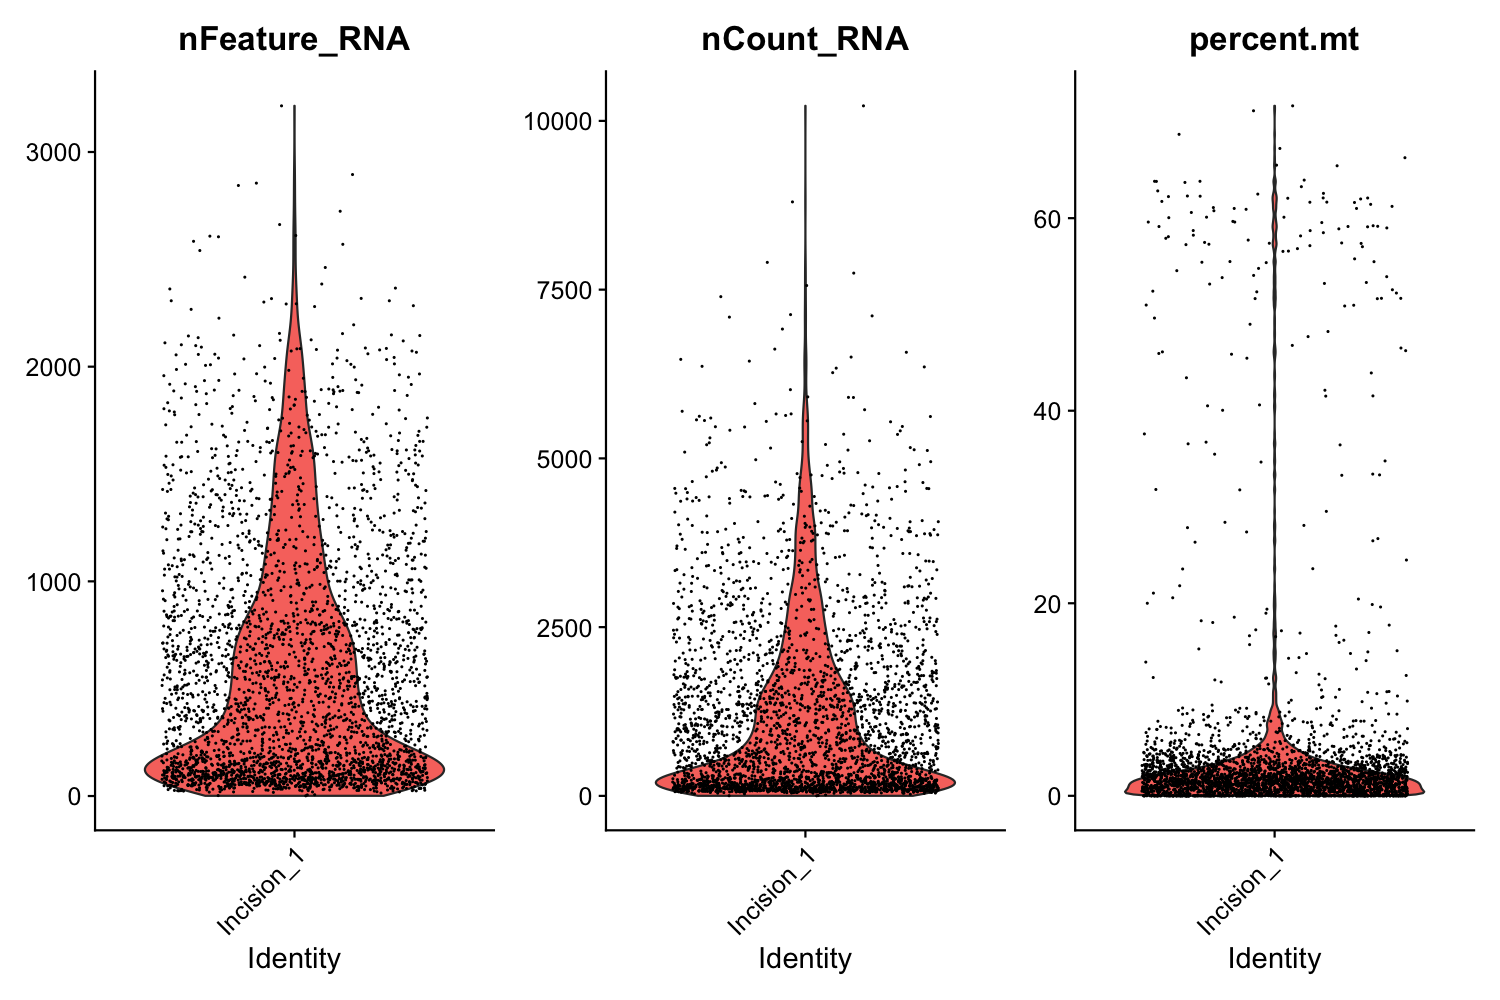 nFeature_RNA
3000
2000
1000
0
Incision_1
Identity
nCount_RNA
10000
7500
5000
2500
0
Incision_1
Identity
percent.mt
60
40
20
0
Incision_1
Identity